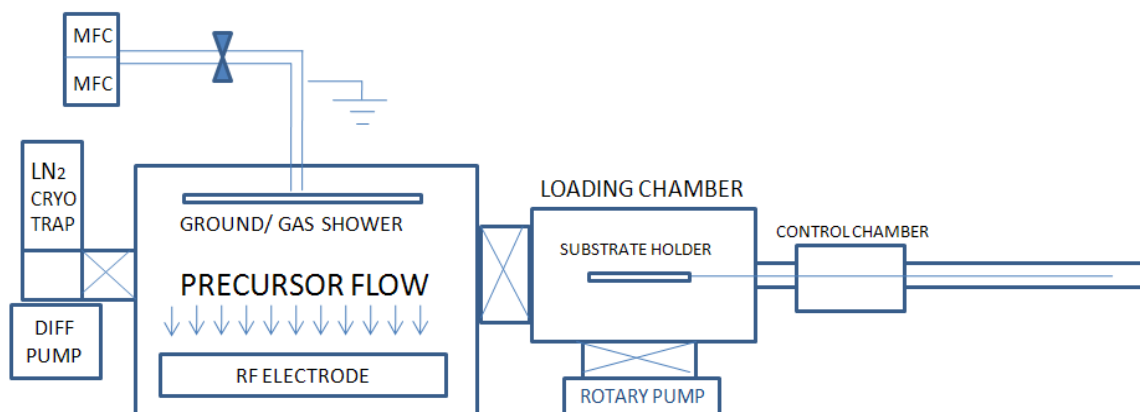 MFC
MFC
LN2
CRYO
TRAP
GROUND/ GAS SHOWER
PRECURSOR FLOW
DIFF
PUMP
RF ELECTRODE
LOADING CHAMBER
SUBSTRATE HOLDER
CONTROL CHAMBER
ROTARY PUMP